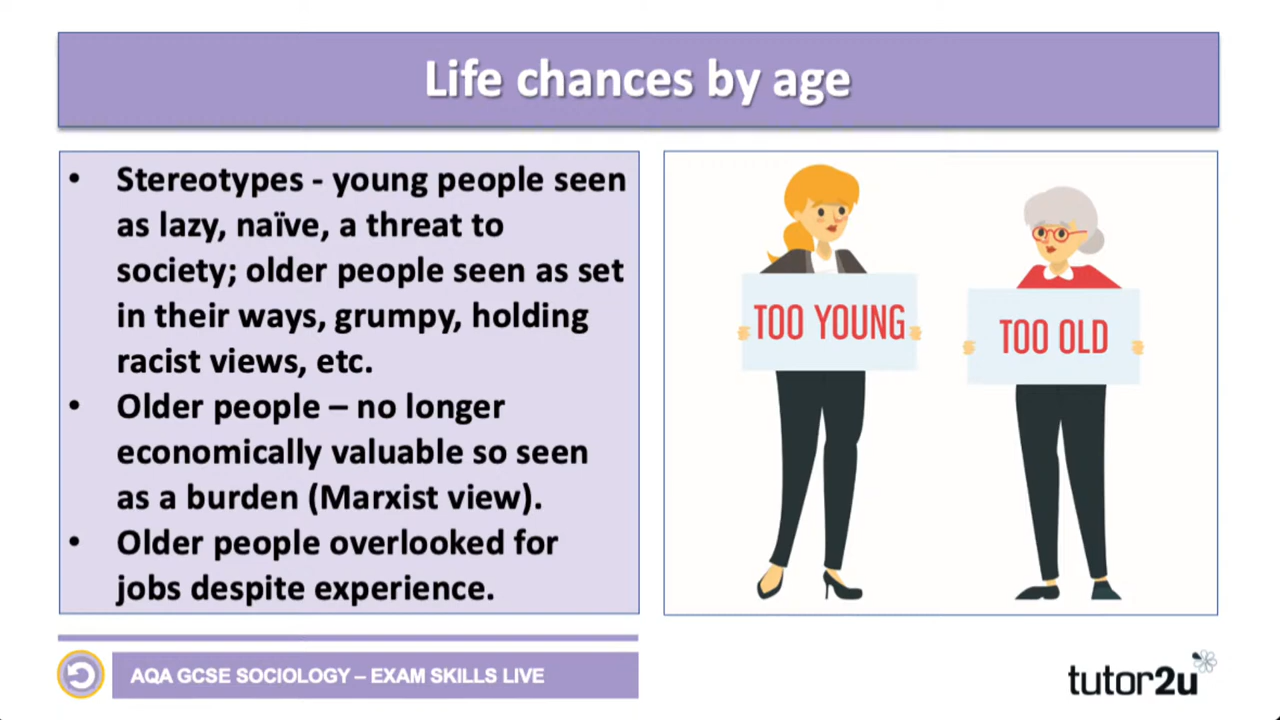 Life chances by age
• Stereotypes - young people seen
as lazy, naïve, a threat to
society; older people seen as set
in their ways, grumpy, holding
racist views, etc.
• Older people – no longer
economically valuable so seen
as a burden (Marxist view).
• Older people overlooked for
jobs despite experience.
TOO YOUNG
TOO OLD
AQA GCSE SOCIOLOGY – EXAM SKILLS LIVE
tutor2u